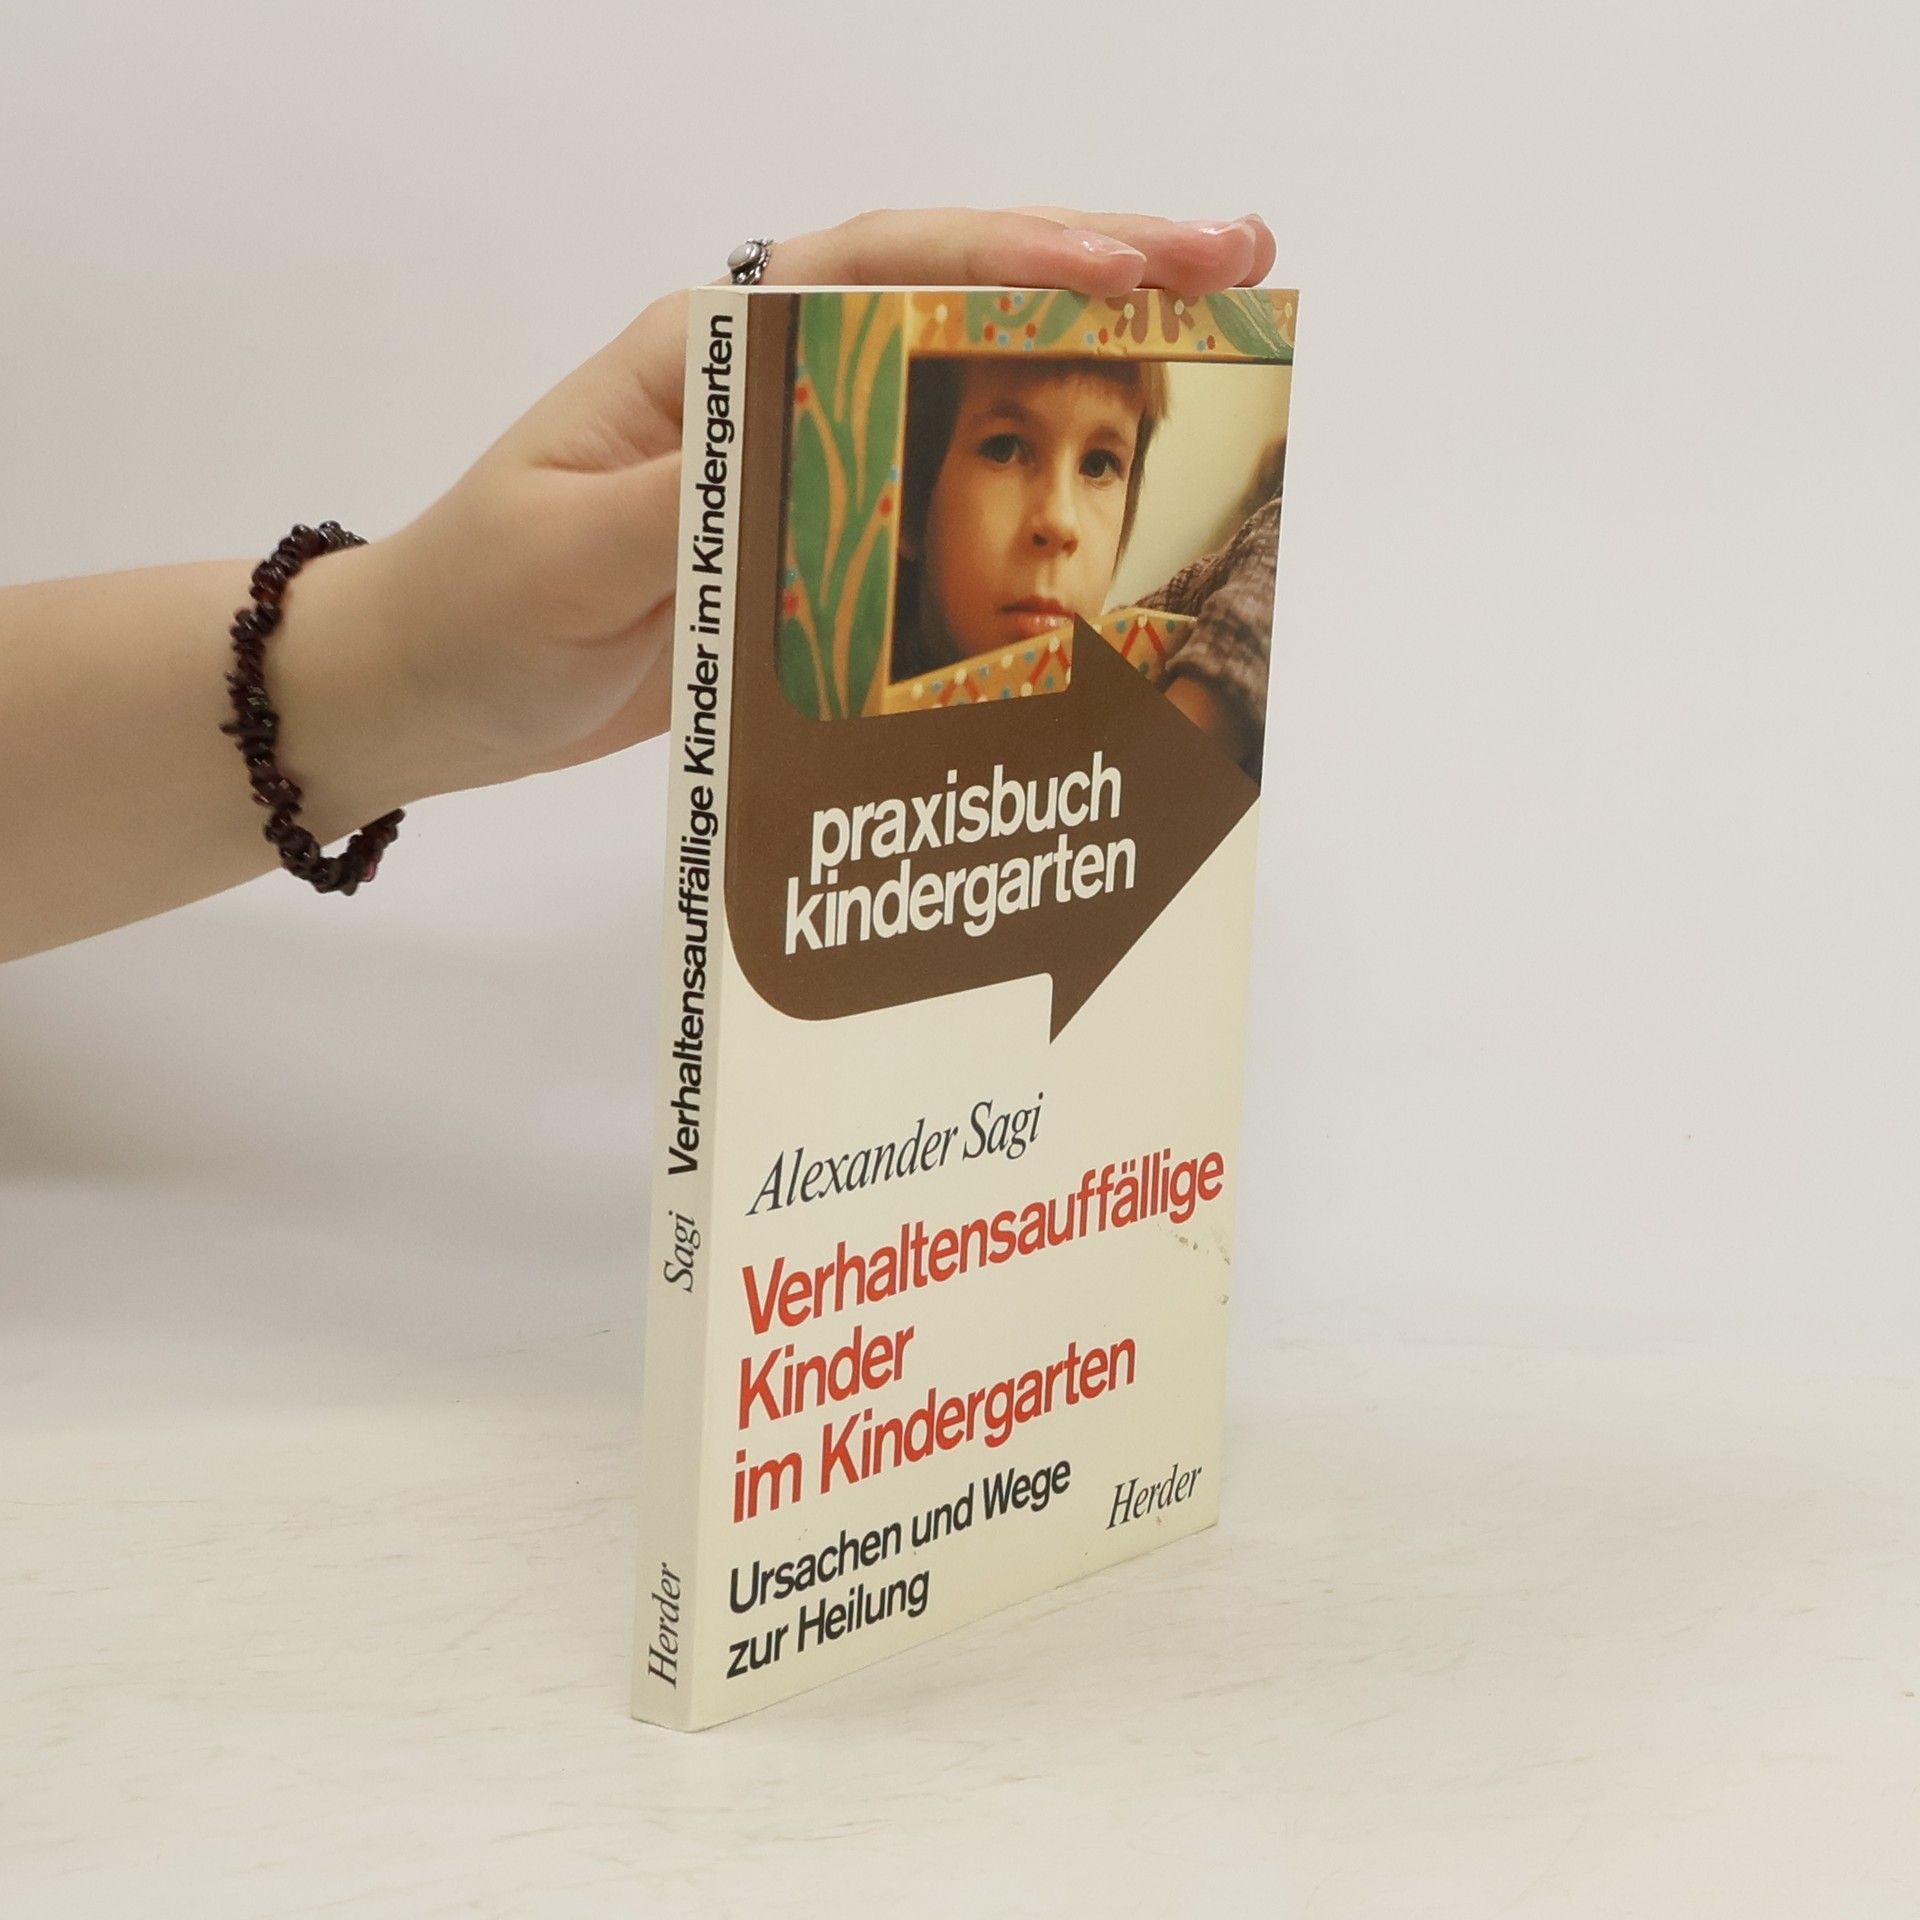 Herder Sagi Verhaltensauffällige Kinder im Kindergarten
praxisbuch
kindergarten
Alexander Sagi
Verhaltensauffällige
Kinder
im Kindergarten
Ursachen und Wege
zur Heilung
Herder